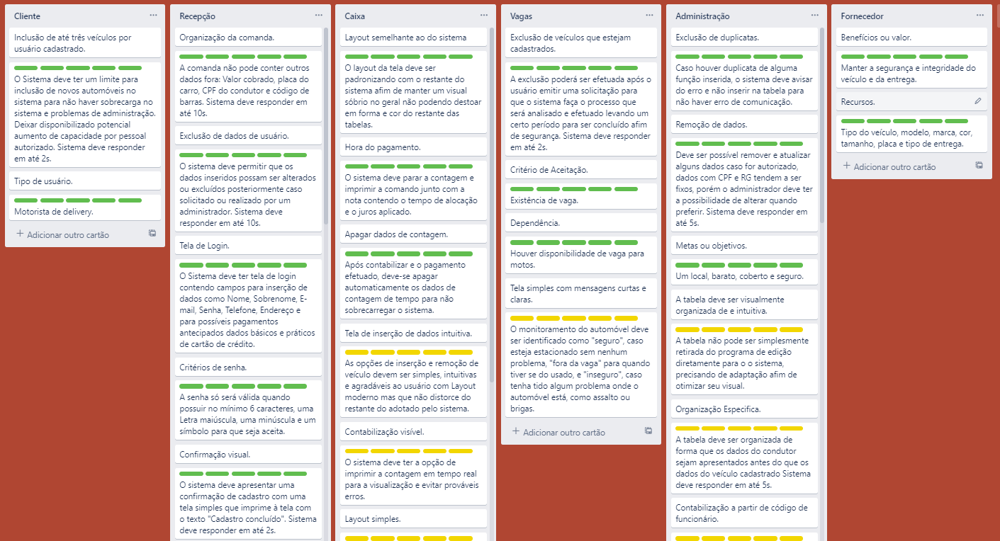 Cliente
Inclusão de até três veículos por
usuário cadastrado.
O Sistema deve ter um limite para
inclusão de novos automóveis no
sistema para não haver sobrecarga no
sistema e problemas de administração.
Deixar disponibilizado potencial
aumento de capacidade por pessoal
autorizado. Sistema deve responder
em até 2s.
Tipo de usuário.
Motorista de delivery.
+ Adicionar outro cartão
Recepção
Organização da comanda.
A comanda não pode conter outros
dados fora: Valor cobrado, placa do
carro, CPF do condutor e código de
barras. Sistema deve responder em
até 10s.
Exclusão de dados de usuário.
O sistema deve permitir que os
dados inseridos possam ser alterados
ou excluídos posteriormente caso
solicitado ou realizado por um
administrador. Sistema deve
responder em até 10s.
Tela de Login.
O Sistema deve ter tela de login
contendo campos para inserção de
dados como Nome, Sobrenome, E-
mail, Senha, Telefone, Endereço e
para possíveis pagamentos
antecipados dados básicos e práticos
de cartão de crédito.
Critérios de senha.
A senha só será válida quando
possuir no mínimo 6 caracteres, uma
Letra maiúscula, uma minúscula e um
símbolo para que seja aceita.
Confirmação visual.
O sistema deve apresentar uma
confirmação de cadastro com uma
tela simples que imprime à tela com
o texto "Cadastro concluído". Sistema
deve responder em até 2s.
Caixa
Layout semelhante ao do sistema
O layout da tela deve ser
padronizando com o restante do
sistema afim de manter um visual
sóbrio no geral não podendo destoar
em forma e cor do restante das
tabelas.
Hora do pagamento.
O sistema deve parar a contagem e
imprimir a comando junto com a
nota contendo o tempo de alocação
e o juros aplicado.
Apagar dados de contagem.
Após contabilizar e o pagamento
efetuado, deve-se apagar
automaticamente os dados de
contagem de tempo para não
sobrecarregar o sistema.
Tela de inserção de dados intuitiva.
As opções de inserção e remoção de
veículo devem ser simples, intuitivas
e agradáveis ao usuário com Layout
moderno mas que não distorce do
restante do adotado pelo sistema.
Contabilização visível.
O sistema deve ter a opção de
imprimir a contagem em tempo real
para a visualização e evitar prováveis
erros.
Layout simples.
Vagas
Exclusão de veículos que estejam
cadastrados.
A exclusão poderá ser efetuada após o
usuário emitir uma solicitação para
que o sistema faça o processo que
será analisado e efetuado levando um
certo período para ser concluído afim
de segurança. Sistema deve responder
em até 2s.
Critério de Aceitação.
Existência de vaga.
Dependência.
Houver disponibilidade de vaga para
motos.
Tela simples com mensagens curtas e
claras.
O monitoramento do automóvel deve
ser identificado como "seguro", caso
esteja estacionado sem nenhum
problema, "fora da vaga" para quando
tiver se do usado, e "inseguro", caso
tenha tido algum problema onde o
automóvel está, como assalto ou
brigas.
+ Adicionar outro cartão
Administração
Exclusão de duplicatas.
Caso houver duplicata de alguma
função inserida, o sistema deve avisar
do erro e não inserir na tabela para
não haver erro de comunicação.
Remoção de dados.
Deve ser possível remover e atualizar
alguns dados caso for autorizado,
dados com CPF e RG tendem a ser
fixos, porém o administrador deve ter
a possibilidade de alterar quando
preferir. Sistema deve responder em
até 5s.
Metas ou objetivos.
Um local, barato, coberto e seguro.
A tabela deve ser visualmente
organizada de e intuitiva.
A tabela não pode ser simplesmente
retirada do programa de edição
diretamente para o o sistema,
precisando de adaptação afim de
otimizar seu visual.
Organização Especifica.
A tabela deve ser organizada de
forma que os dados do condutor
sejam apresentados antes do que os
dados do veículo cadastrado Sistema
deve responder em até 5s.
Contabilização a partir de código de
funcionário.
Fornecedor
Benefícios ou valor.
Manter a segurança e integridade do
veículo e da entrega.
Recursos.
Tipo do veículo, modelo, marca, cor,
tamanho, placa e tipo de entrega.
+ Adicionar outro cartão